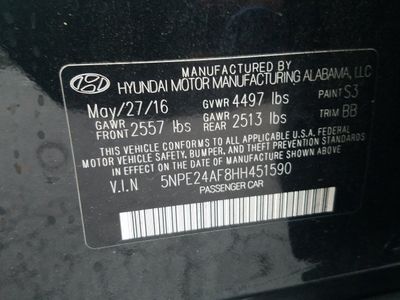 MANUFACTURED BY
HYUNDAI MOTOR MANUFACTURING ALABAMA, LLC
May/27/16 GVWR 4497 lbs PAINT S3
GAWR FRONT 2557 lbs GAWR REAR 2513 lbs TRIM BB
THIS VEHICLE CONFORMS TO ALL APPLICABLE U.S.A. FEDERAL
MOTOR VEHICLE SAFETY, BUMPER, AND THEFT PREVENTION
STANDARDS IN EFFECT ON THE DATE OF MANUFACTURE SHOWN ABOVE.
V.I.N 5NPE24AF8HH451590
PASSENGER CAR